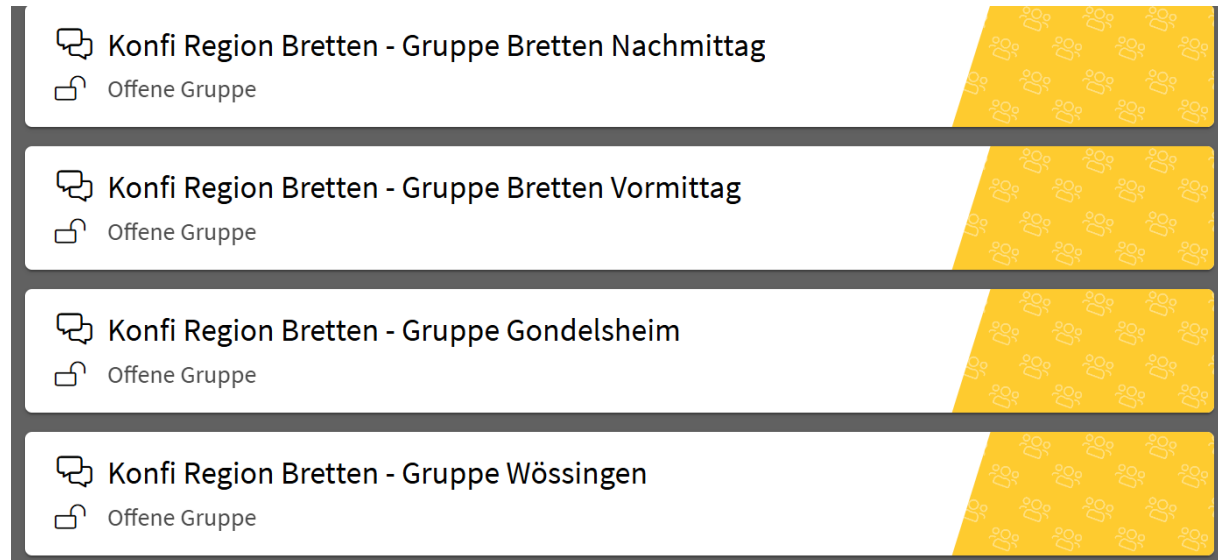 Konfi Region Bretten - Gruppe Bretten Nachmittag
Offene Gruppe
Konfi Region Bretten - Gruppe Bretten Vormittag
Offene Gruppe
Konfi Region Bretten - Gruppe Gondelsheim
Offene Gruppe
Konfi Region Bretten - Gruppe Wössingen
Offene Gruppe